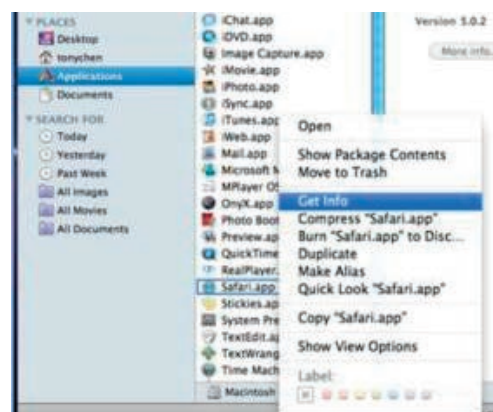 PLACES
Desktop
tonychen
Applications
Documents
SEARCH FOR
Today
Yesterday
Past Week
All Images
All Movies
All Documents
iChat.app
iDVD.app
Image Capture.app
iMovie.app
iPhoto.app
iSync.app
iTunes.app
iWeb.app
Mail.app
Microsoft M
MPlayer OS
OnyX.app
Photo Boot
Preview.ap
QuickTime
RealPlayer.
Safari.app
Stickies.ap
System Pre
TextEdit.a
TextWrang
Time Mach
Macintosh
Version 3.0.2
More info.
Open
Show Package Contents
Move to Trash
Get Info
Compress "Safari.app"
Burn "Safari.app" to Disc...
Duplicate
Make Alias
Quick Look "Safari.app"
Copy "Safari.app"
Show View Options
Label: